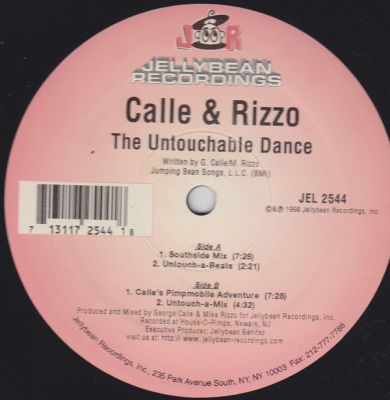 JR
JELLYBEAN
RECORDINGS
Calle & Rizzo
The Untouchable Dance
Written by G. Calle/M. Rizzo
Jumping Bean Songs, L.L.C. (BMI)
JEL 2544
©&℗ 1998 Jellybean Recordings, Inc.
7 13117 2544 1 8
Side A
1. Southside Mix (7:28)
2. Untouch-a-Beats (2:21)
Side B
1. Calle's Pimpmobile Adventure (7:28)
2. Untouch-a-Mix (4:32)
Produced and Mixed by George Calle & Mike Rizzo for Jellybean Recordings, Inc.
Recorded at House-O-Pimps, Newark, NJ
Executive Producer: Jellybean Benitez
visit us at: http://www.jellybean-recordings.com
Jellybean Recordings, Inc., 235 Park Avenue South, NY, NY 10003 Fax: 212-777-7788